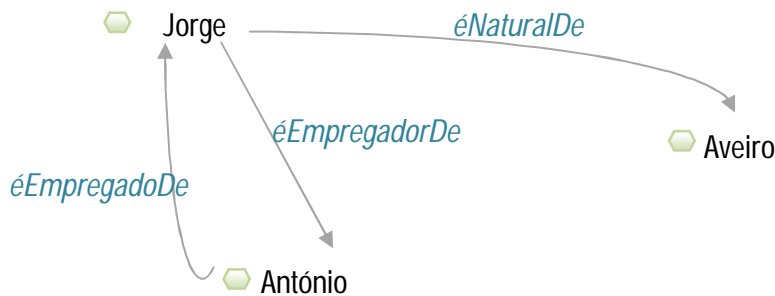 Jorge
éNaturalDe
éEmpregadorDe
Aveiro
éEmpregadoDe
António